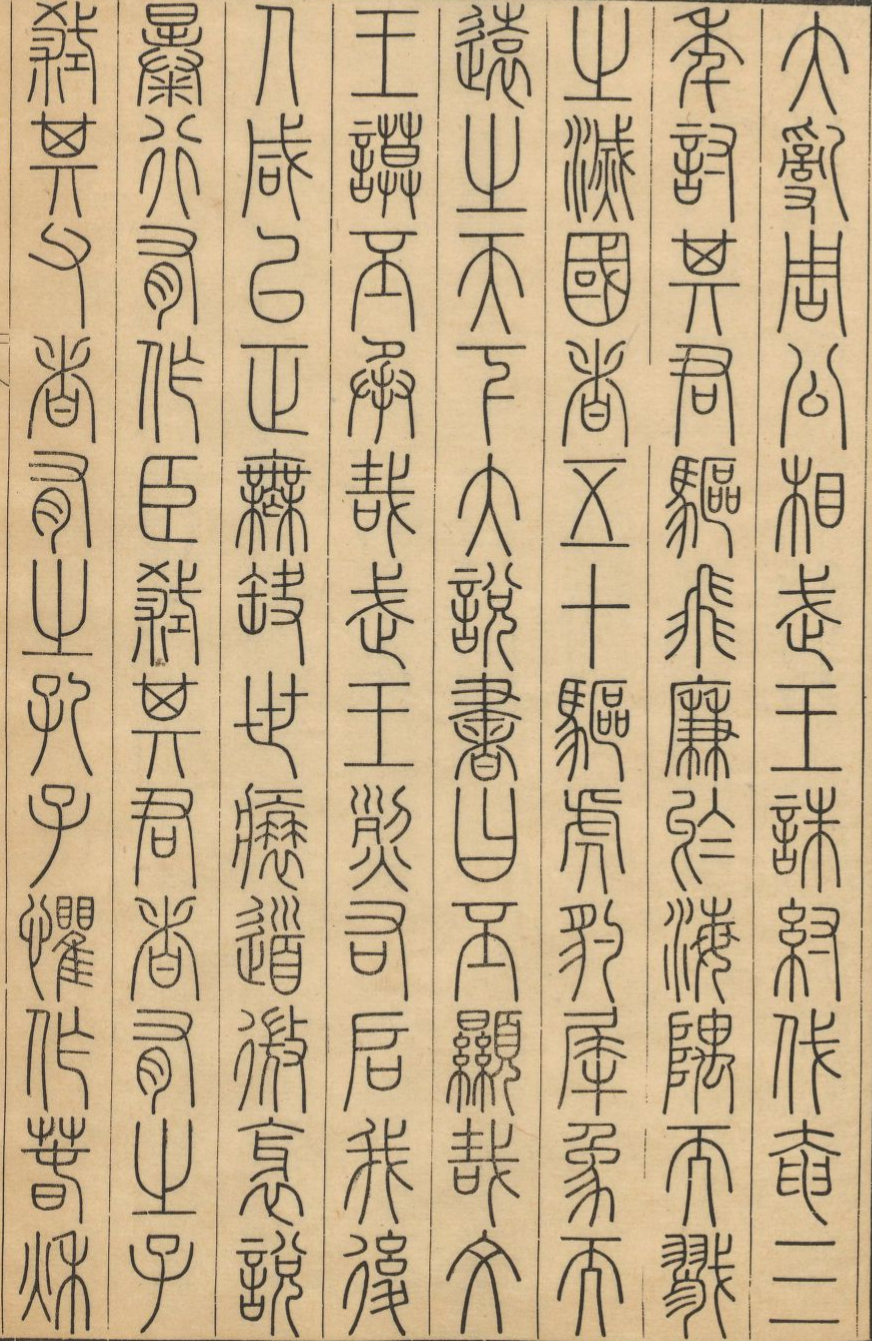 大亂周公相武王誅紂伐奄三
年討其君驅飛廉於海隅而戮
之滅國者五十驅虎豹犀象而
遠之天下大說書曰丕顯哉文
王謨丕承哉武王烈右启我後
人咸以正無缺世衰道微衺說
暴行有作臣弒其君者有之子
弒其父者有之孔子懼作春秋